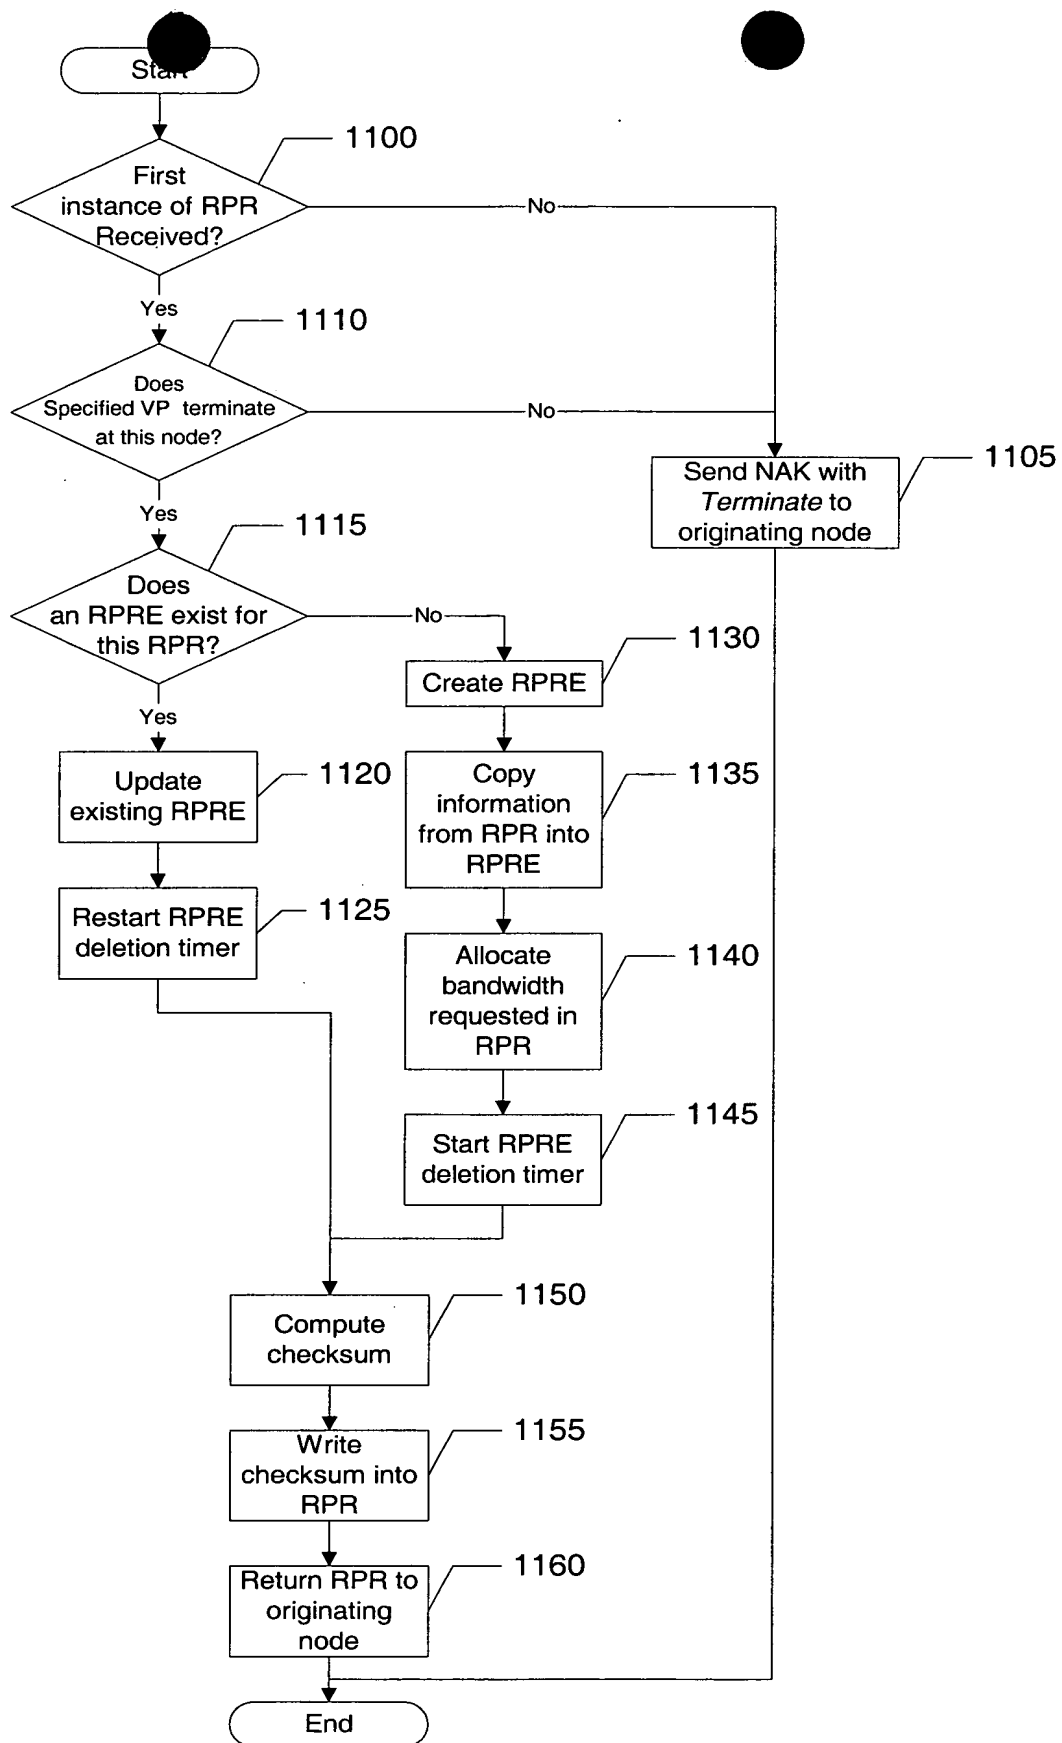 Start
1100
First
instance of RPR
Received?
No
Yes
1110
Does
Specified VP terminate
at this node?
No
1105
Send NAK with
Terminate to
originating node
Yes
1115
Does
an RPRE exist for
this RPR?
No
1130
Create RPRE
Yes
1120
Update
existing RPRE
1135
Copy
information
from RPR into
RPRE
1125
Restart RPRE
deletion timer
1140
Allocate
bandwidth
requested in
RPR
1145
Start RPRE
deletion timer
1150
Compute
checksum
1155
Write
checksum into
RPR
1160
Return RPR to
originating
node
End